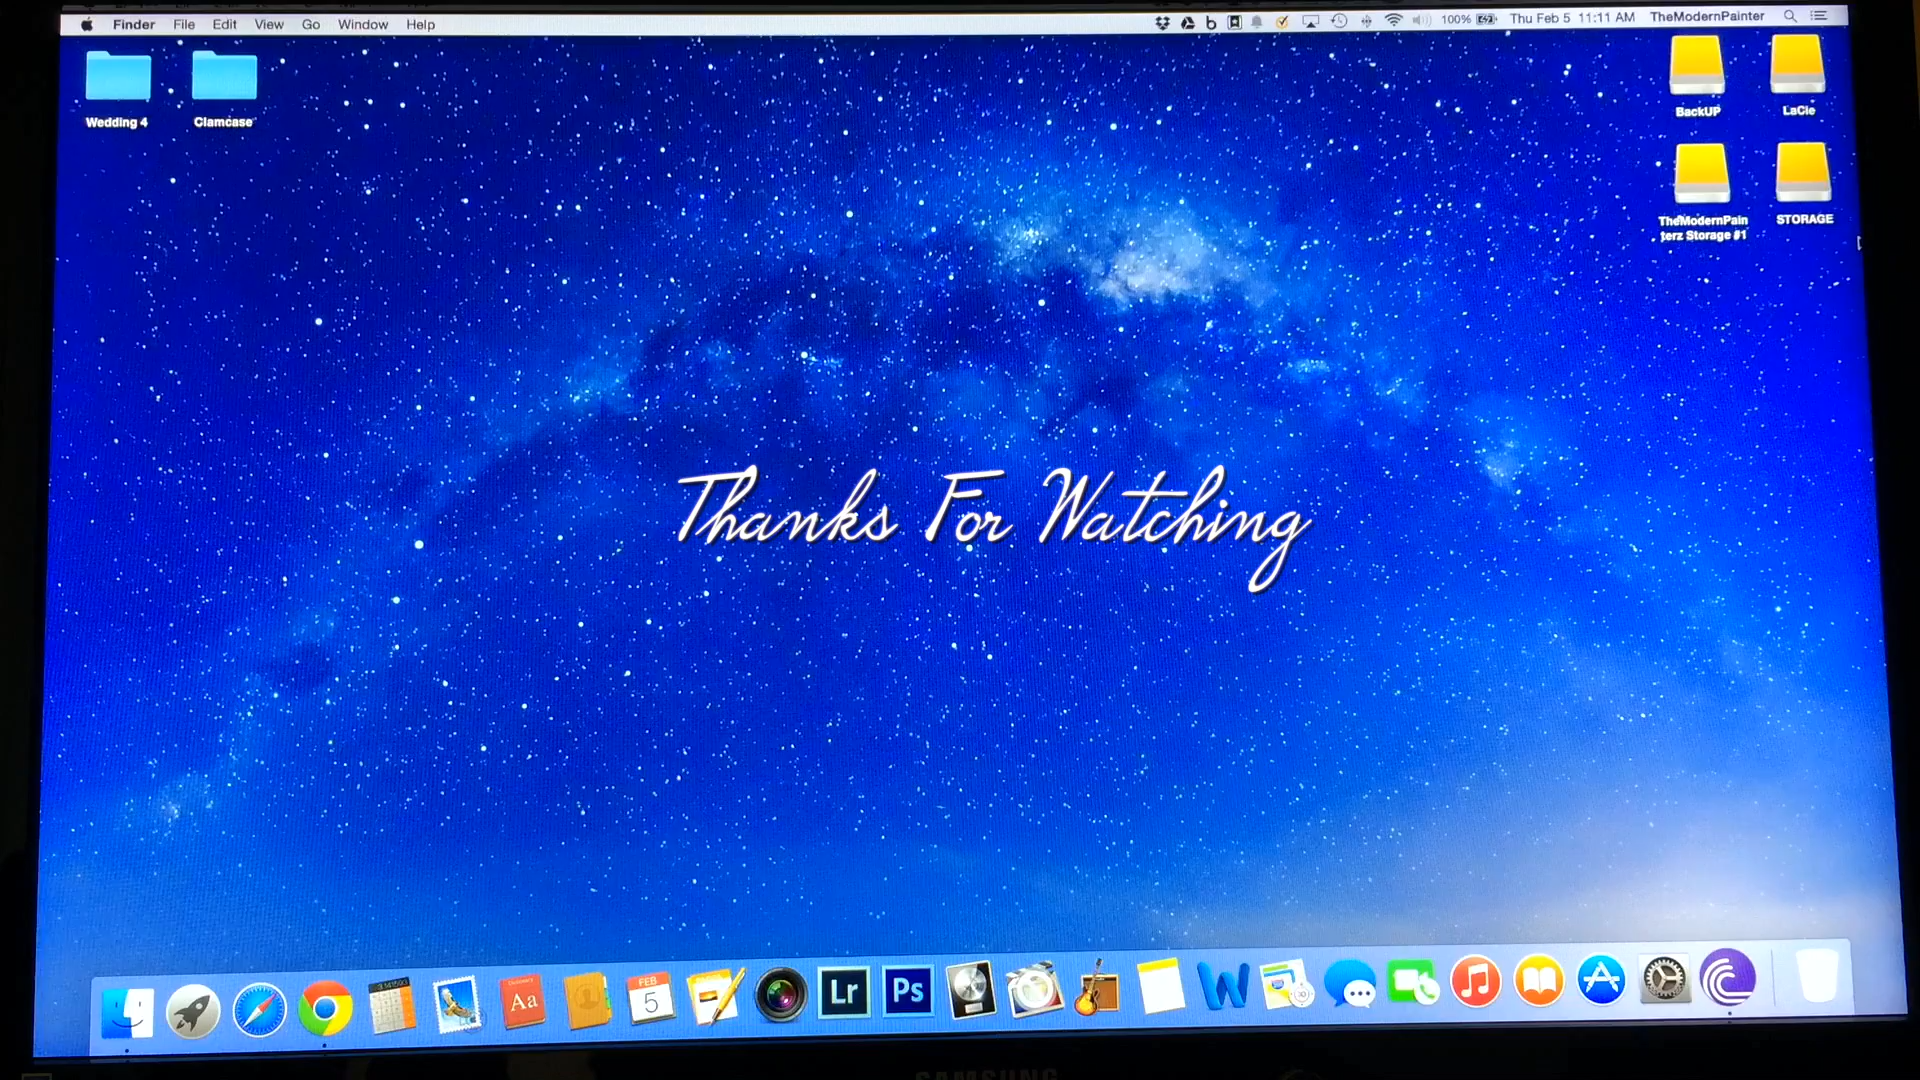 Finder File Edit View Go Window Help
100% Thu Feb 5 11:11 AM TheModernPainter
Wedding 4
Clamcase
BackUP
LaCie
TheModernPain
terz Storage #1
STORAGE
Thanks For Watching
Aa
FEB
5
Lr
Ps
SAMSUNG